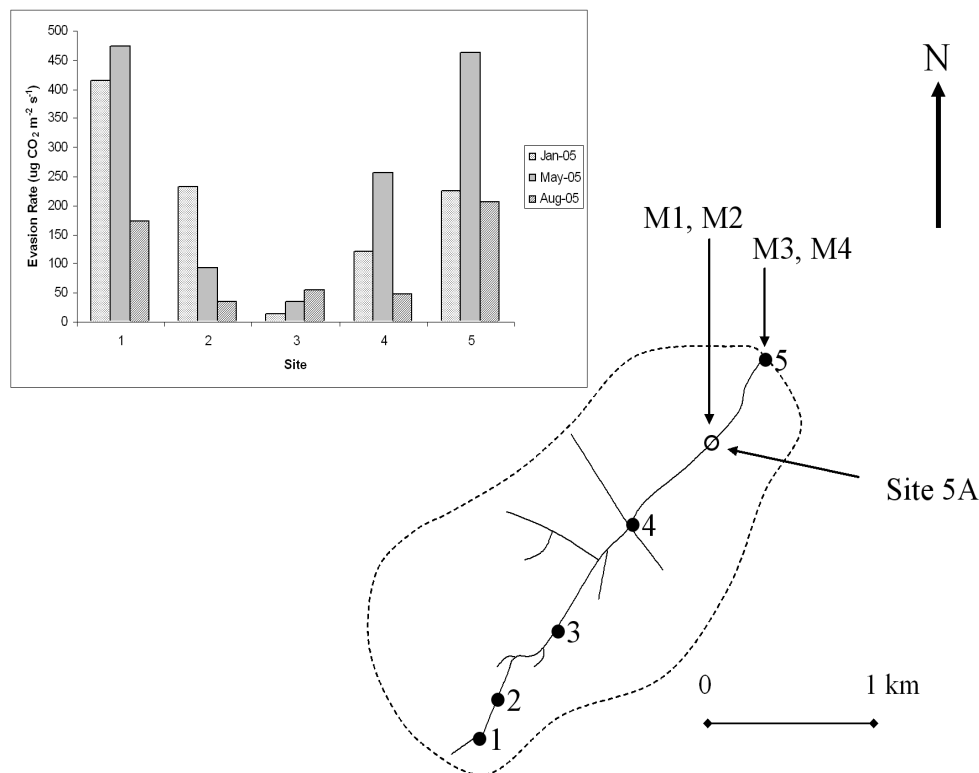 500
450
400
350
300
250
200
150
100
50
0
Evasion Rate (ug CO₂ m⁻² s⁻¹)
1 2 3 4 5
Site
Jan-05
May-05
Aug-05
N
M1, M2
M3, M4
5
Site 5A
4
3
2
1
0 1 km